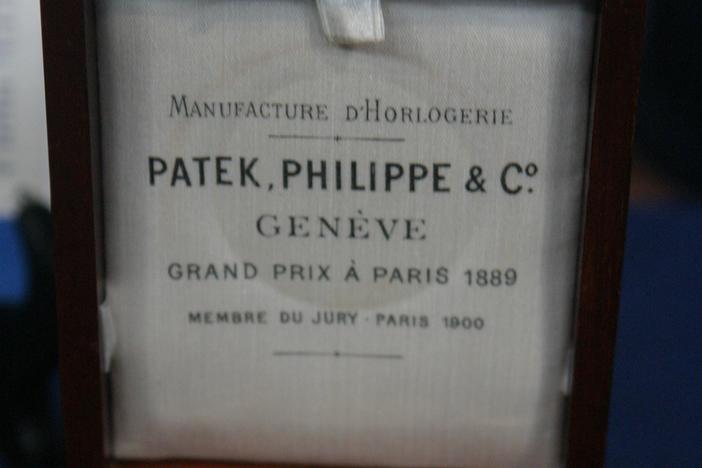 Manufacture d'Horlogerie
PATEK, PHILIPPE & Cº
GENÈVE
GRAND PRIX À PARIS 1889
MEMBRE DU JURY · PARIS 1900